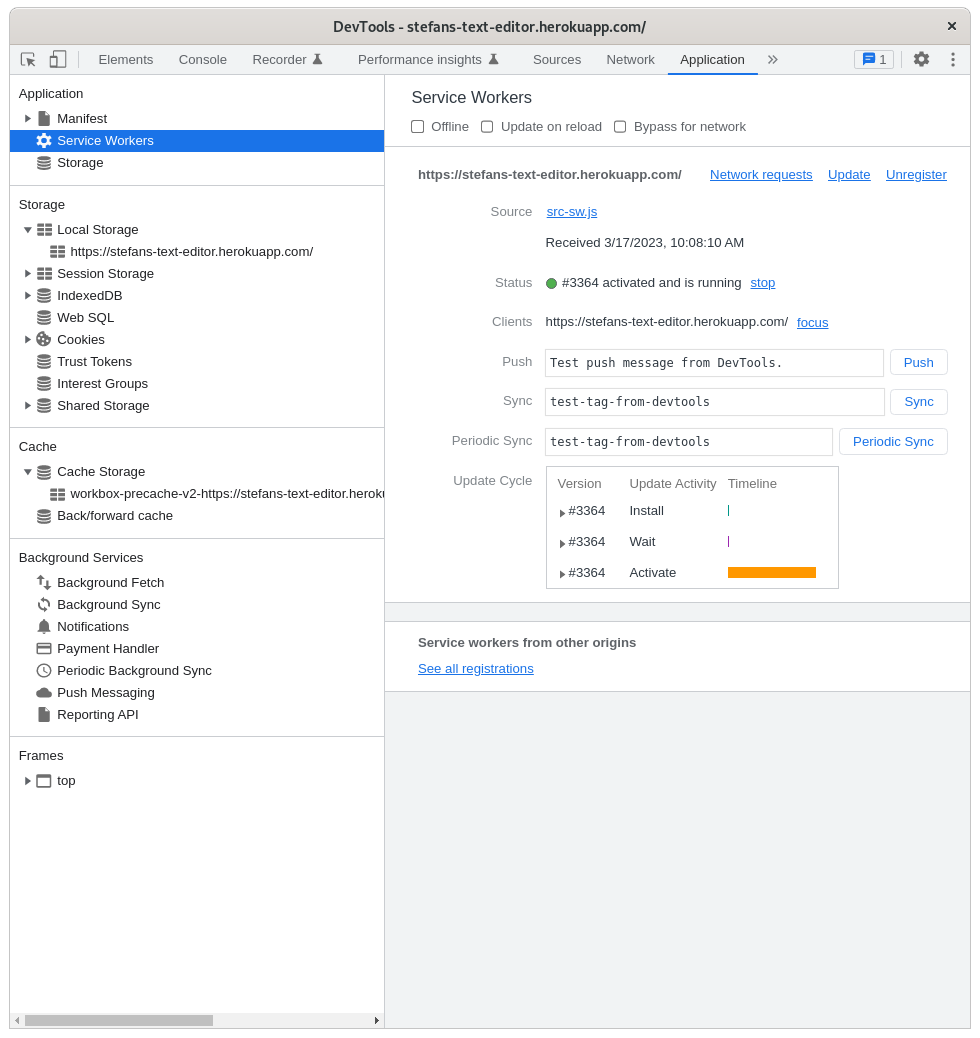 DevTools - stefans-text-editor.herokuapp.com/
Elements Console Recorder Performance insights Sources Network Application 1
Application
Manifest
Service Workers
Storage
Storage
Local Storage
https://stefans-text-editor.herokuapp.com/
Session Storage
IndexedDB
Web SQL
Cookies
Trust Tokens
Interest Groups
Shared Storage
Cache
Cache Storage
workbox-precache-v2-https://stefans-text-editor.heroku
Back/forward cache
Background Services
Background Fetch
Background Sync
Notifications
Payment Handler
Periodic Background Sync
Push Messaging
Reporting API
Frames
top
Service Workers
Offline Update on reload Bypass for network
https://stefans-text-editor.herokuapp.com/ Network requests Update Unregister
Source src-sw.js
Received 3/17/2023, 10:08:10 AM
Status #3364 activated and is running stop
Clients https://stefans-text-editor.herokuapp.com/ focus
Push Test push message from DevTools. Push
Sync test-tag-from-devtools Sync
Periodic Sync test-tag-from-devtools Periodic Sync
Update Cycle Version Update Activity Timeline
#3364 Install
#3364 Wait
#3364 Activate
Service workers from other origins
See all registrations